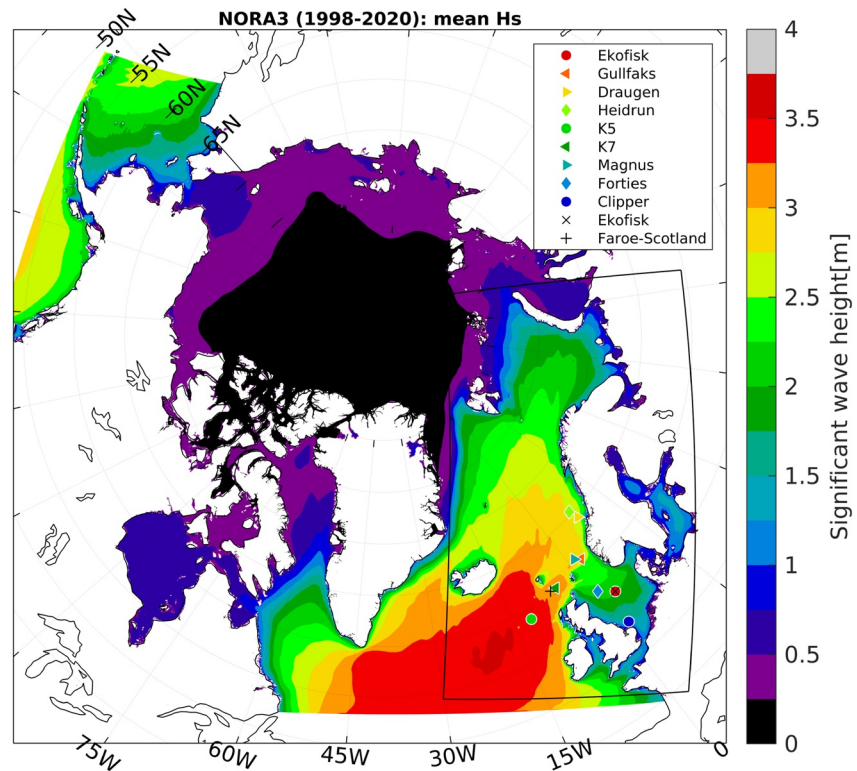 NORA3 (1998-2020): mean Hs
50N
55N
60N
65N
Ekofisk
Gullfaks
Draugen
Heidrun
K5
K7
Magnus
Forties
Clipper
Ekofisk
Faroe-Scotland
4
3.5
3
2.5
2
1.5
1
0.5
0
Significant wave height[m]
75W
60W
45W
30W
15W
0